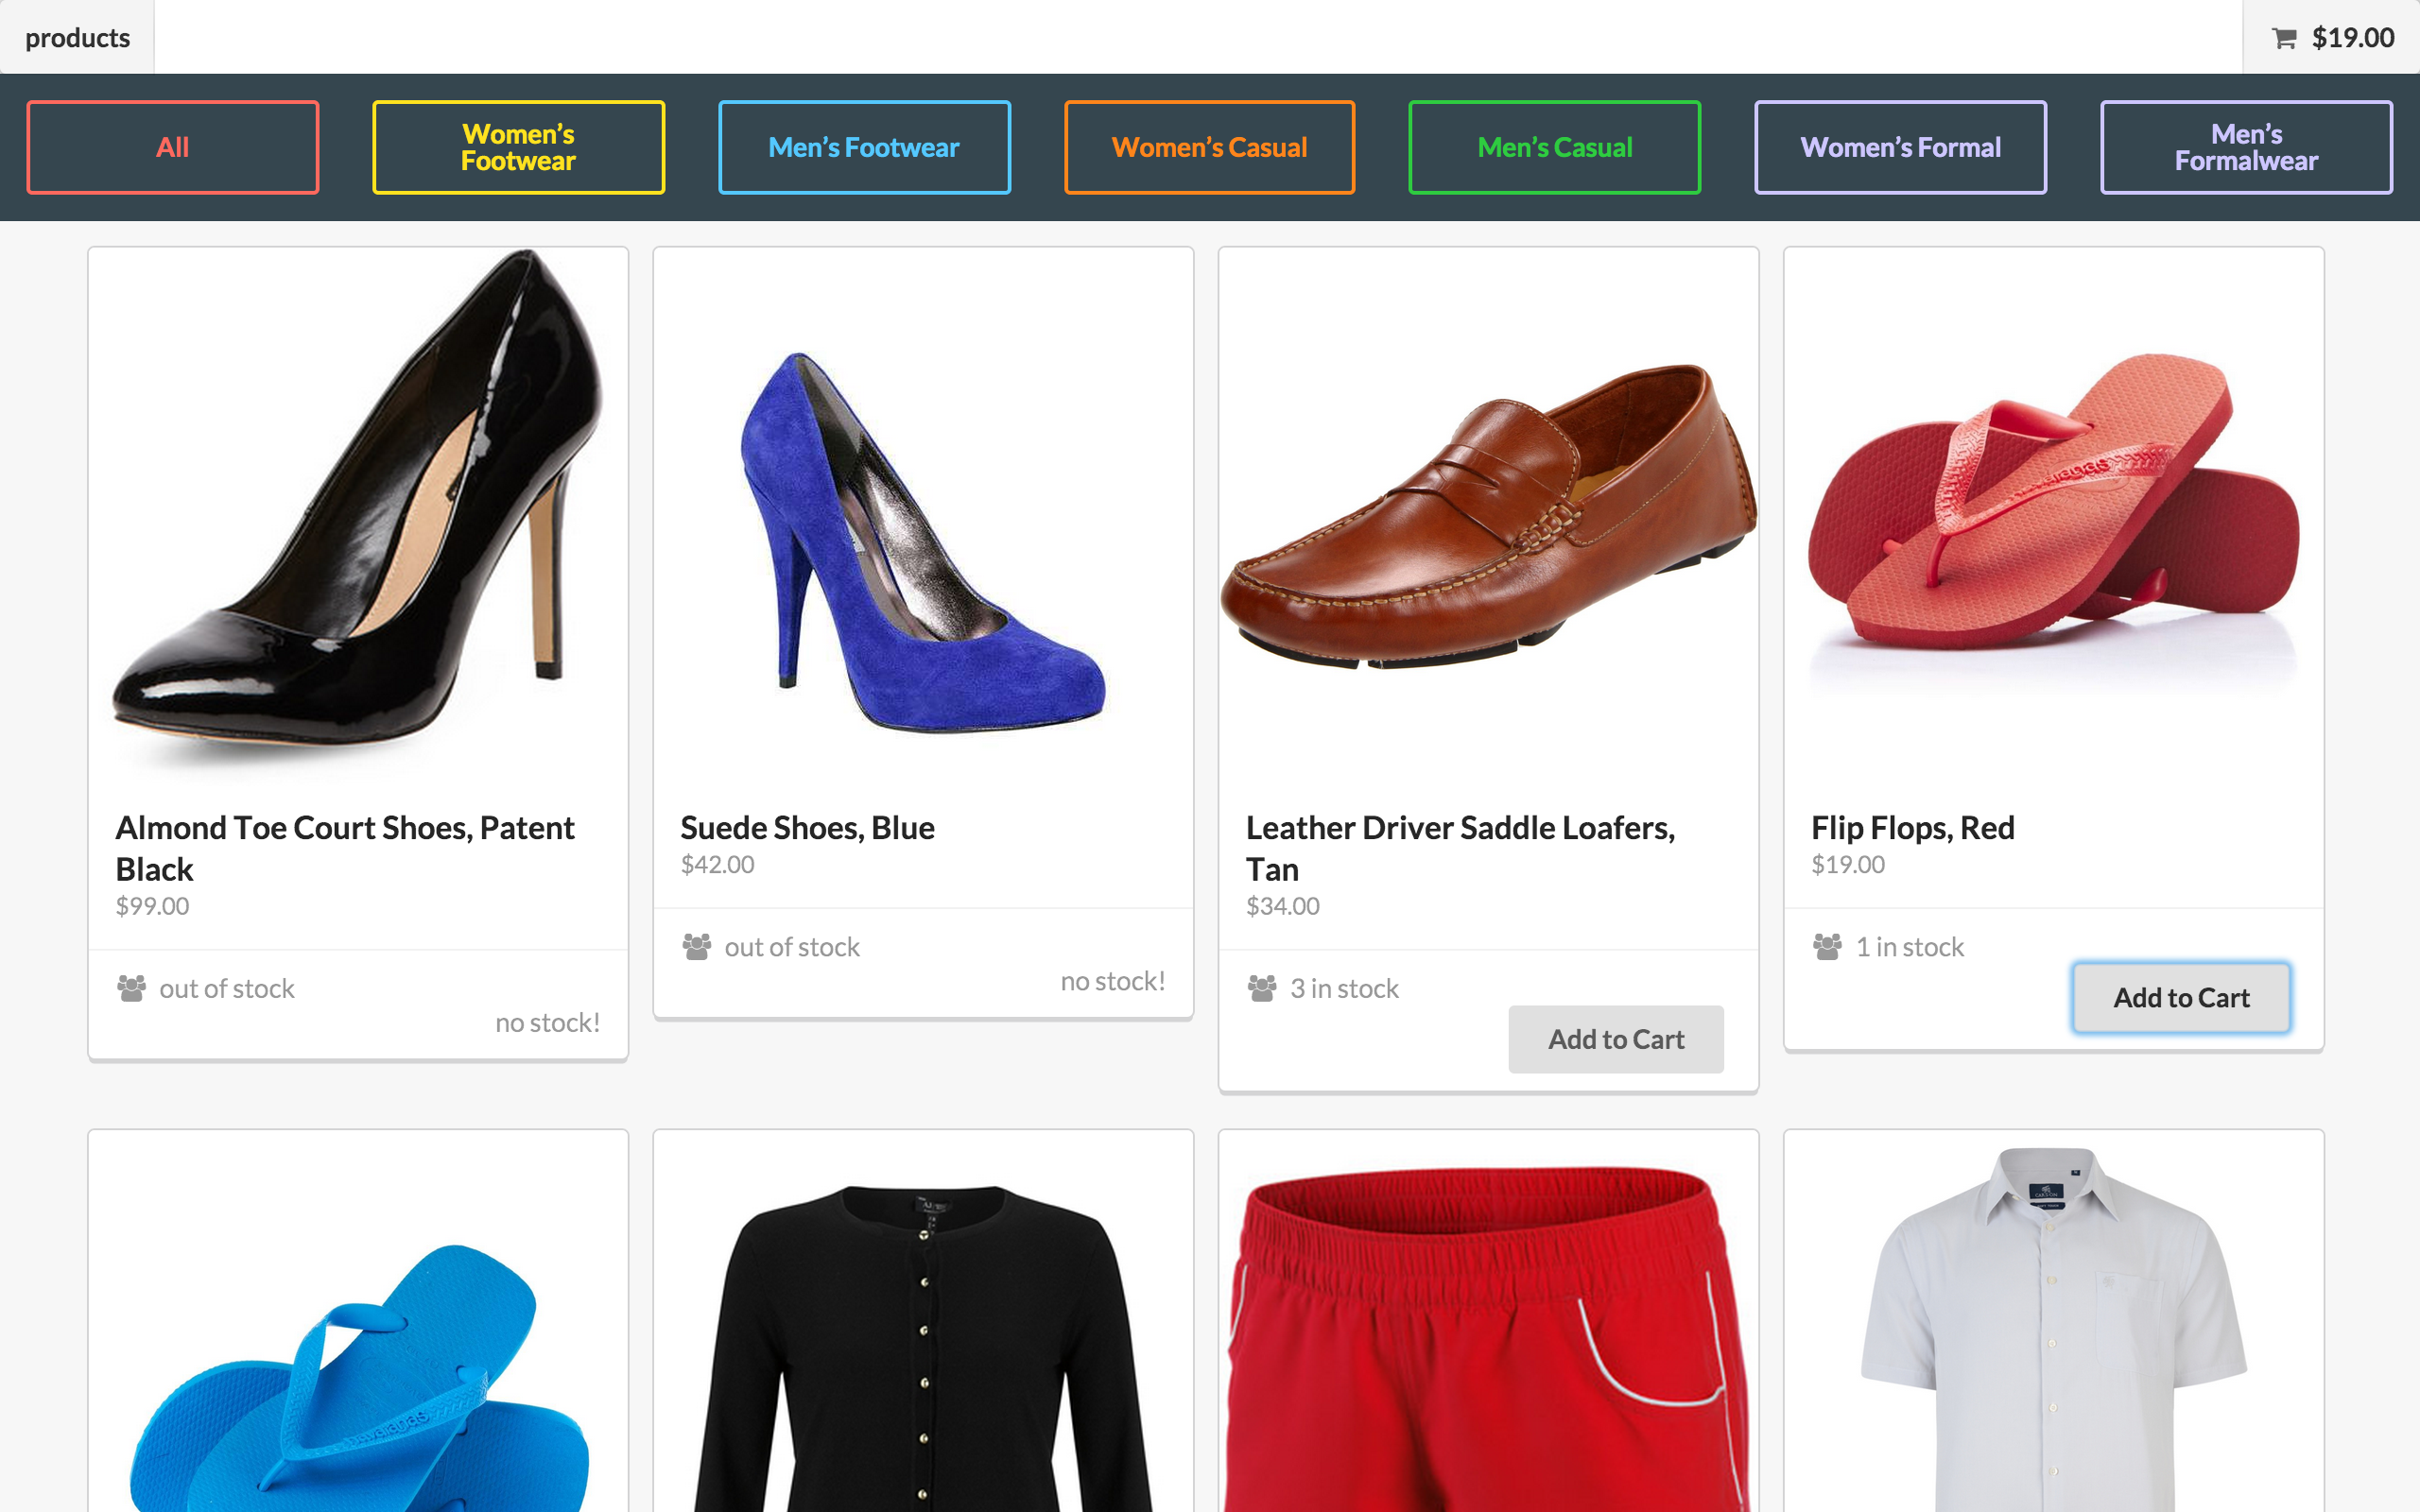 products
$19.00
All
Women’s
Footwear
Men’s Footwear
Women’s Casual
Men’s Casual
Women’s Formal
Men’s
Formalwear
Almond Toe Court Shoes, Patent
Black
$99.00
out of stock
no stock!
Suede Shoes, Blue
$42.00
out of stock
no stock!
Leather Driver Saddle Loafers,
Tan
$34.00
3 in stock
Add to Cart
havaianas
Flip Flops, Red
$19.00
1 in stock
Add to Cart
havaianas